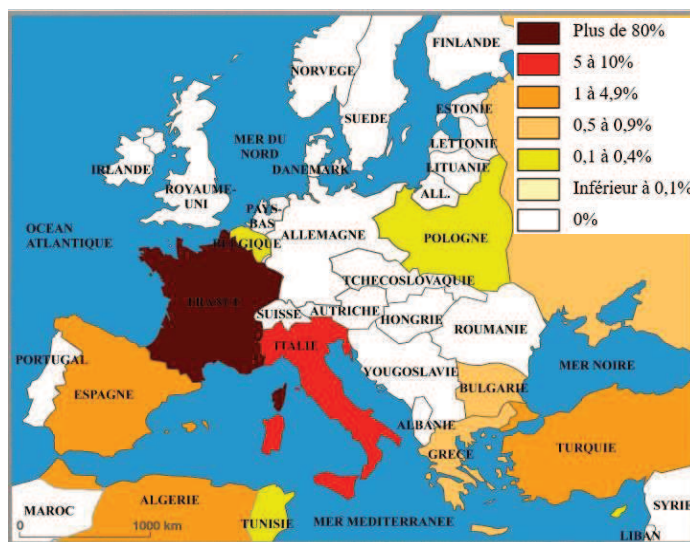 FINLANDE
NORVEGE
SUEDE
ESTONIE
MER DU
NORD
LETTONIE
DANEMARK
LITUANIE
IRLANDE
ROYAUME-
UNI
ALL.
PAYS-
BAS
OCEAN
ATLANTIQUE
ALLEMAGNE
BELGIQUE
POLOGNE
TCHECOSLOVAQUIE
FRANCE
SUISSE
AUTRICHE
HONGRIE
ROUMANIE
ITALIE
PORTUGAL
YOUGOSLAVIE
MER NOIRE
ESPAGNE
BULGARIE
ALBANIE
GRECE
TURQUIE
MAROC
ALGERIE
TUNISIE
MER MEDITERRANEE
SYRIE
LIBAN
0 1000 km
Plus de 80%
5 à 10%
1 à 4,9%
0,5 à 0,9%
0,1 à 0,4%
Inférieur à 0,1%
0%